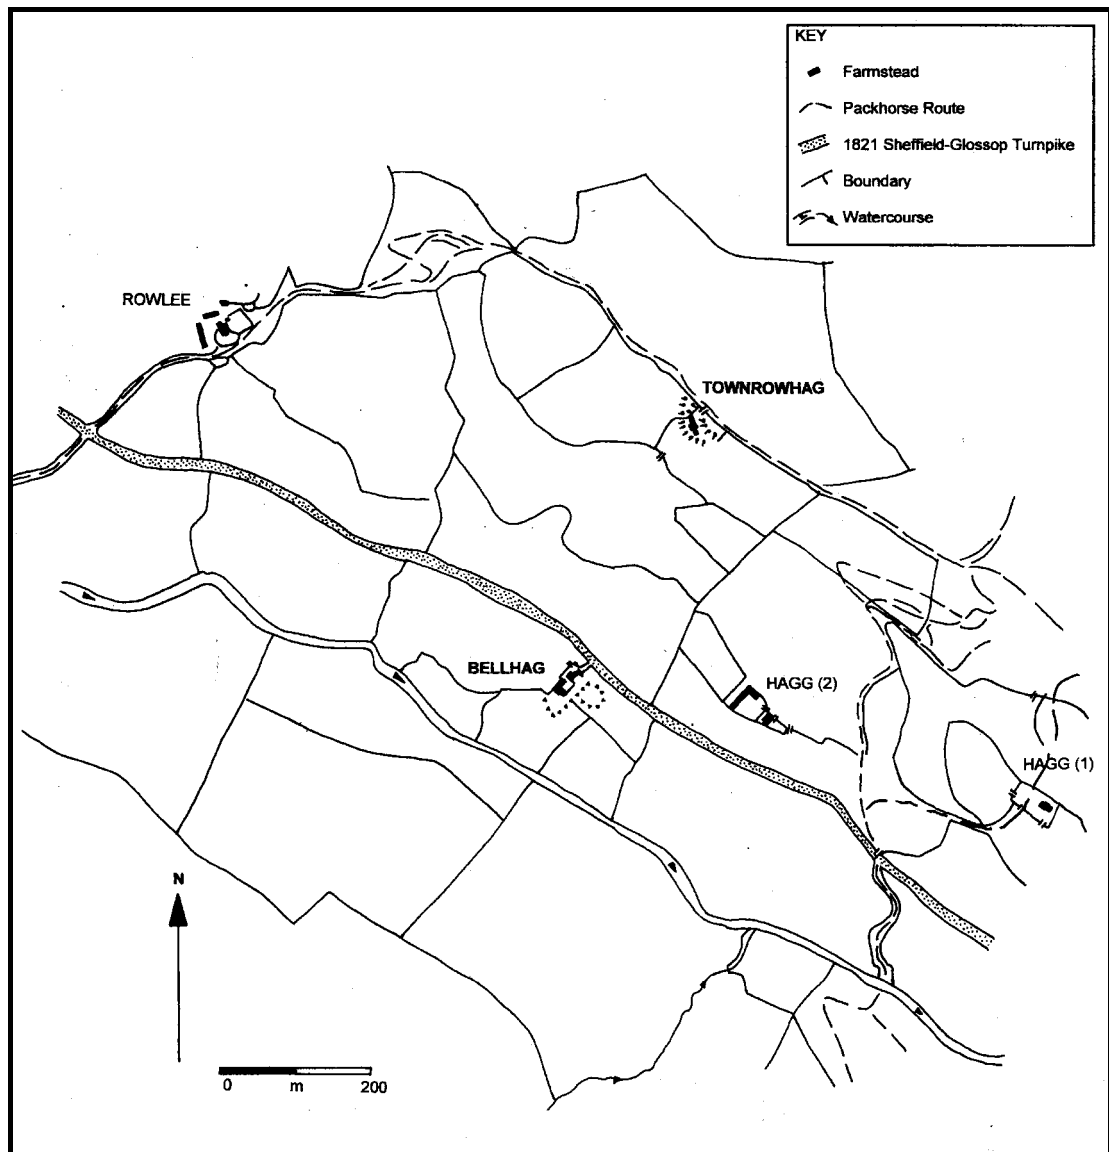 KEY
Farmstead
Packhorse Route
1821 Sheffield-Glossop Turnpike
Boundary
Watercourse
ROWLEE
TOWNROWHAG
BELLHAG
HAGG (2)
HAGG (1)
N
0 m 200